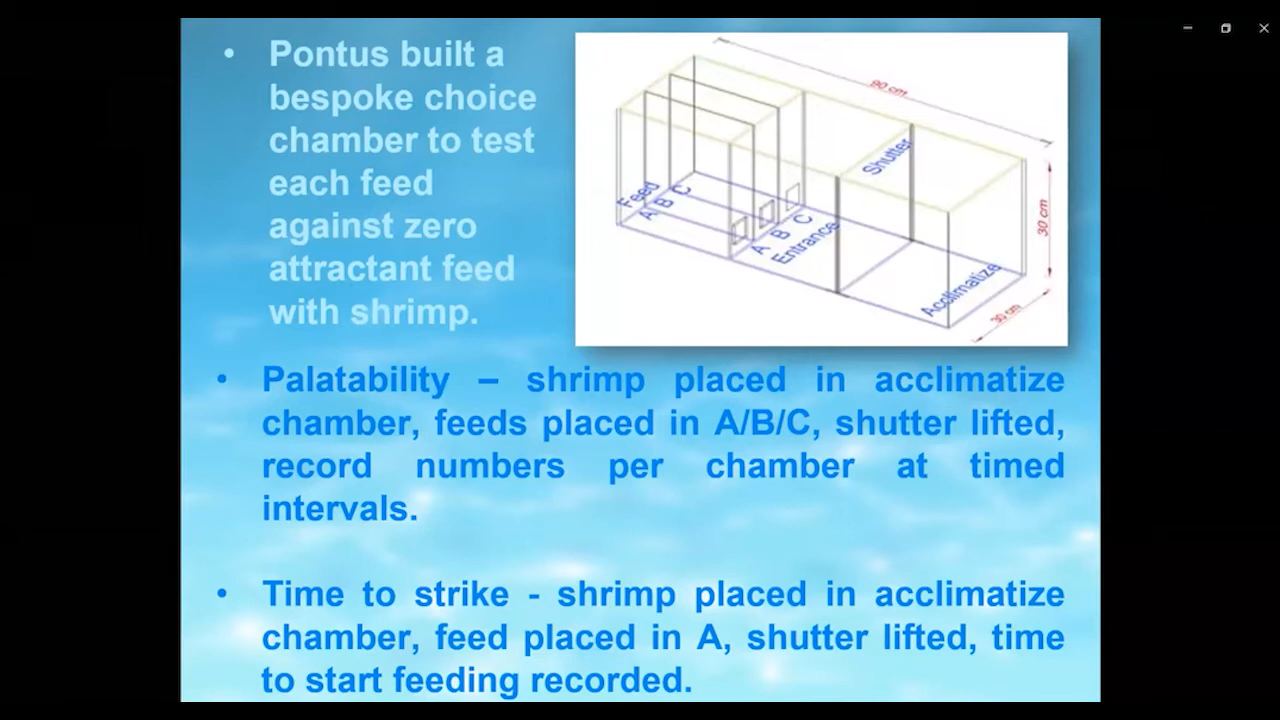 • Pontus built a
bespoke choice
chamber to test
each feed
against zero
attractant feed
with shrimp.
90 cm
Shutter
30 cm
Feed
A B C
A B C
Entrance
Acclimatize
30 cm
• Palatability – shrimp placed in acclimatize
chamber, feeds placed in A/B/C, shutter lifted,
record numbers per chamber at timed
intervals.
• Time to strike - shrimp placed in acclimatize
chamber, feed placed in A, shutter lifted, time
to start feeding recorded.